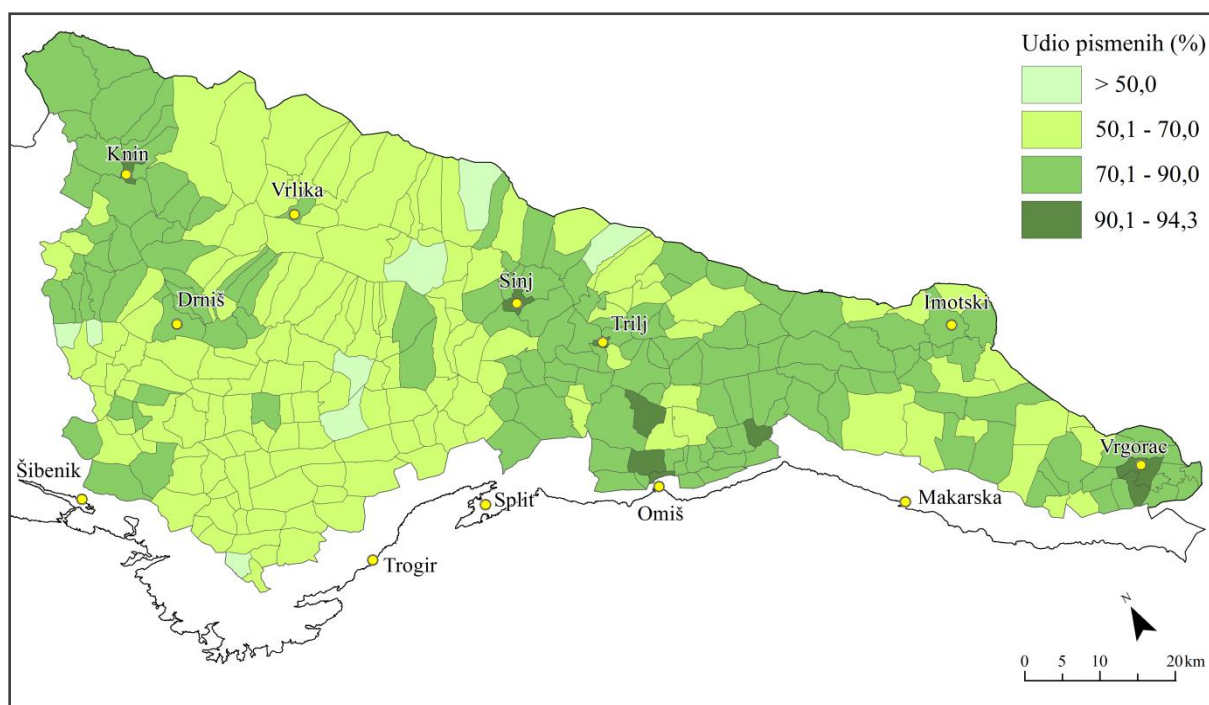 Udio pismenih (%)
> 50,0
50,1 - 70,0
70,1 - 90,0
90,1 - 94,3
Knin
Vrlika
Drniš
Sinj
Trilj
Imotski
Vrgorac
Šibenik
Split
Omiš
Makarska
Trogir
N
0 5 10 20 km